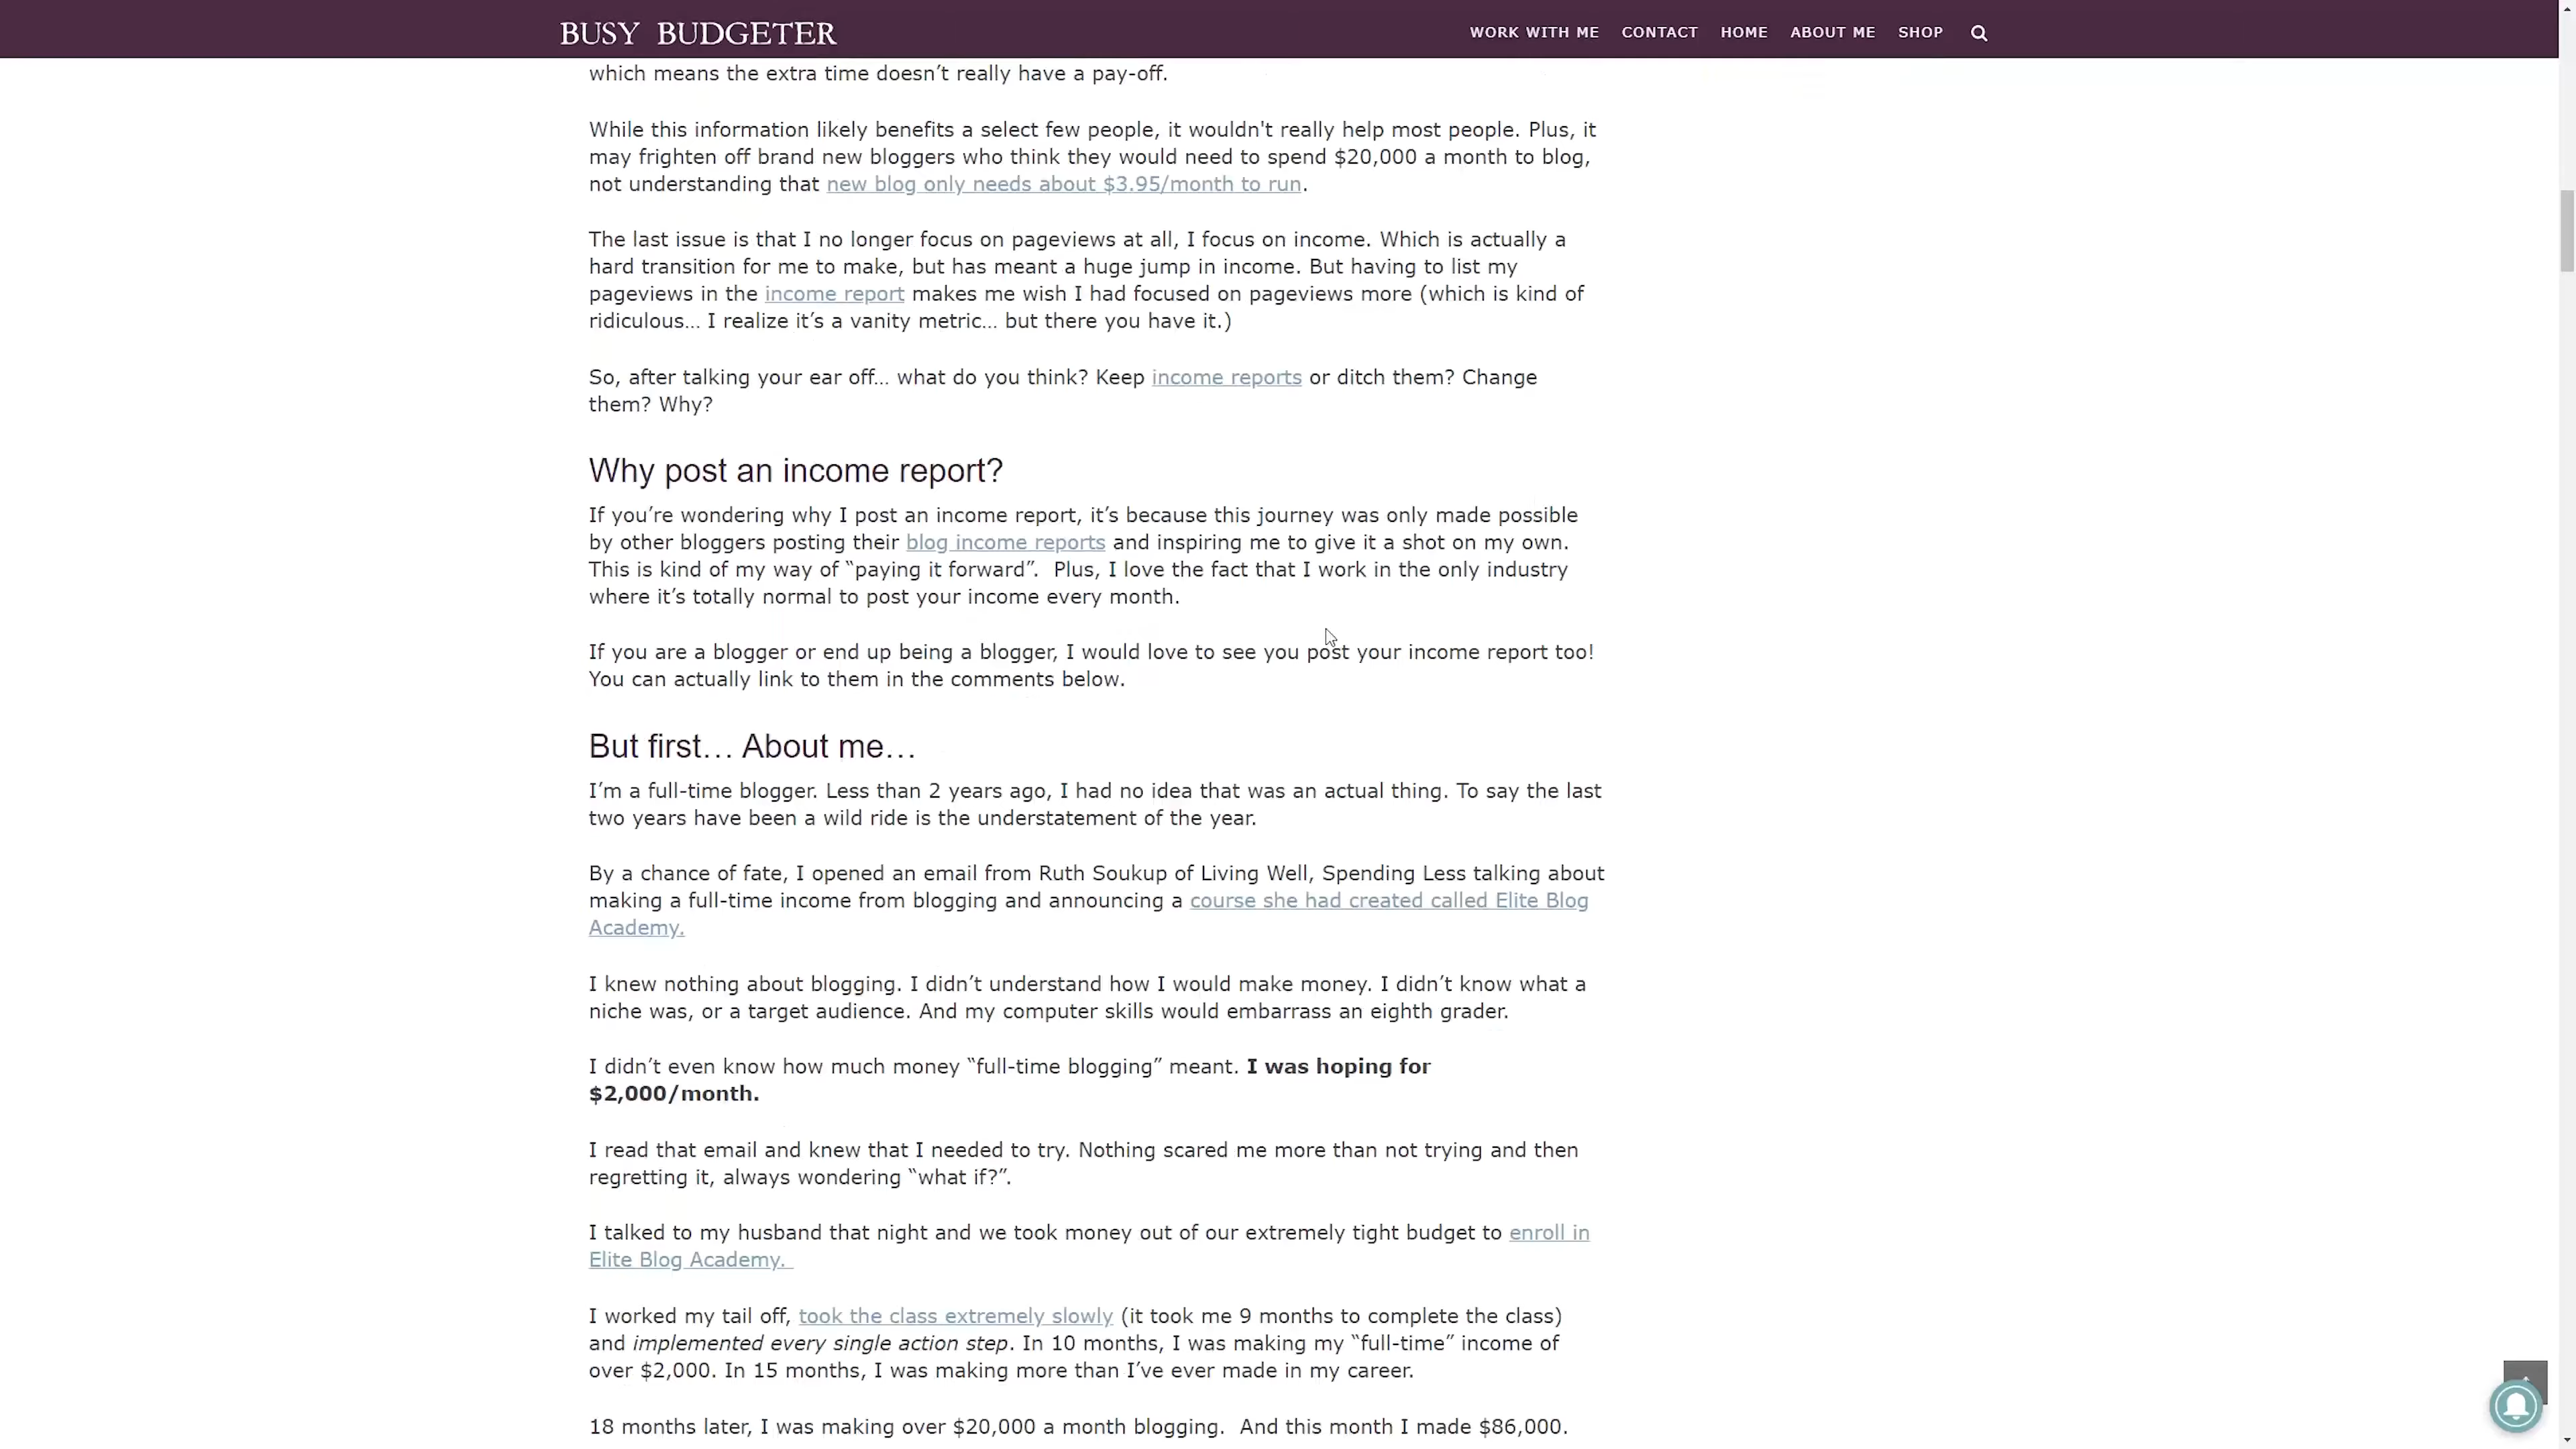 BUSY BUDGETER
WORK WITH ME CONTACT HOME ABOUT ME SHOP
which means the extra time doesn’t really have a pay-off.
While this information likely benefits a select few people, it wouldn't really help most people. Plus, it
may frighten off brand new bloggers who think they would need to spend $20,000 a month to blog,
not understanding that new blog only needs about $3.95/month to run.
The last issue is that I no longer focus on pageviews at all, I focus on income. Which is actually a
hard transition for me to make, but has meant a huge jump in income. But having to list my
pageviews in the income report makes me wish I had focused on pageviews more (which is kind of
ridiculous… I realize it’s a vanity metric… but there you have it.)
So, after talking your ear off… what do you think? Keep income reports or ditch them? Change
them? Why?
Why post an income report?
If you’re wondering why I post an income report, it’s because this journey was only made possible
by other bloggers posting their blog income reports and inspiring me to give it a shot on my own.
This is kind of my way of “paying it forward”.  Plus, I love the fact that I work in the only industry
where it’s totally normal to post your income every month.
If you are a blogger or end up being a blogger, I would love to see you post your income report too!
You can actually link to them in the comments below.
But first… About me…
I’m a full-time blogger. Less than 2 years ago, I had no idea that was an actual thing. To say the last
two years have been a wild ride is the understatement of the year.
By a chance of fate, I opened an email from Ruth Soukup of Living Well, Spending Less talking about
making a full-time income from blogging and announcing a course she had created called Elite Blog
Academy.
I knew nothing about blogging. I didn’t understand how I would make money. I didn’t know what a
niche was, or a target audience. And my computer skills would embarrass an eighth grader.
I didn’t even know how much money “full-time blogging” meant. I was hoping for
$2,000/month.
I read that email and knew that I needed to try. Nothing scared me more than not trying and then
regretting it, always wondering “what if?”.
I talked to my husband that night and we took money out of our extremely tight budget to enroll in
Elite Blog Academy.
I worked my tail off, took the class extremely slowly (it took me 9 months to complete the class)
and implemented every single action step. In 10 months, I was making my “full-time” income of
over $2,000. In 15 months, I was making more than I’ve ever made in my career.
18 months later, I was making over $20,000 a month blogging.  And this month I made $86,000.